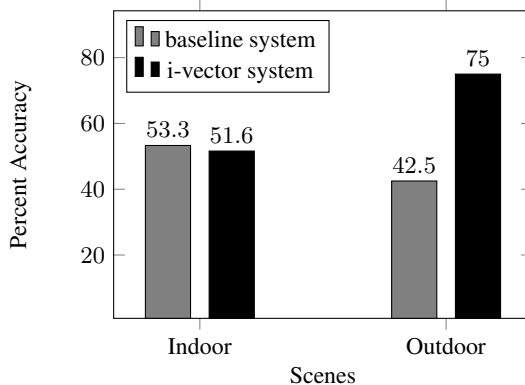 baseline system
i-vector system
80
60
40
20
Percent Accuracy
53.3
51.6
42.5
75
Indoor
Outdoor
Scenes